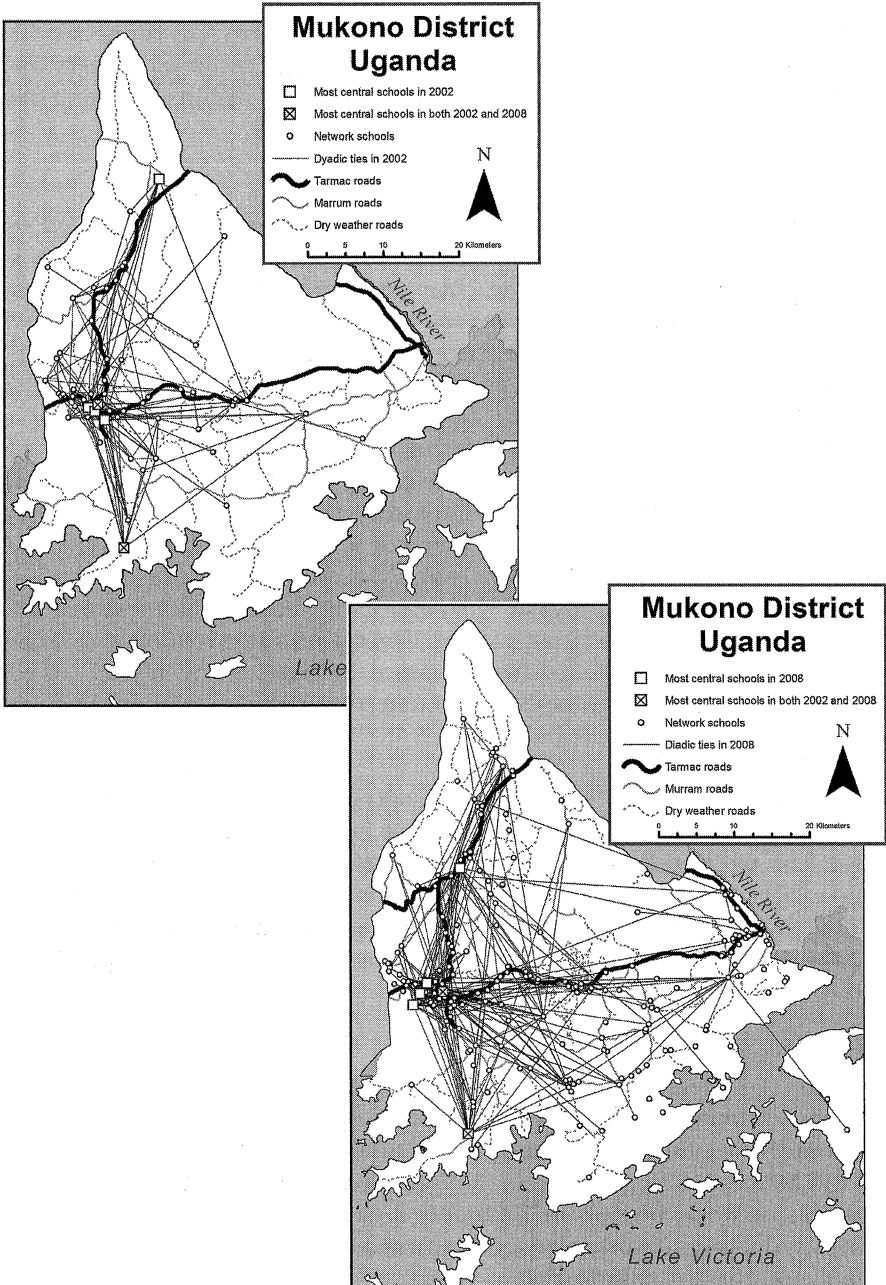 Mukono District
Uganda
Most central schools in 2002
Most central schools in both 2002 and 2008
Network schools
Dyadic ties in 2002
Tarmac roads
Marrum roads
Dry weather roads
N
0 5 10 20 Kilometers
Nile River
Lake
Mukono District
Uganda
Most central schools in 2008
Most central schools in both 2002 and 2008
Network schools
Diadic ties in 2008
Tarmac roads
Murram roads
Dry weather roads
N
0 5 10 20 Kilometers
Nile River
Lake Victoria